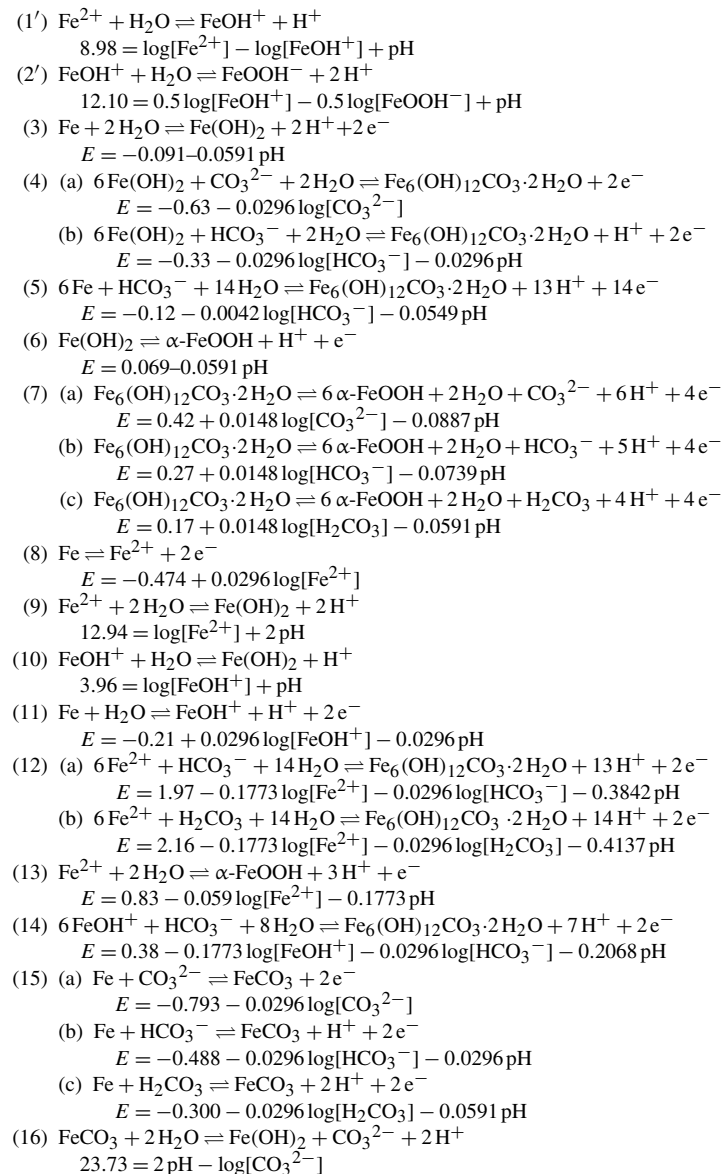 (1′) Fe²⁺ + H₂O ⇌ FeOH⁺ + H⁺
8.98 = log[Fe²⁺] − log[FeOH⁺] + pH
(2′) FeOH⁺ + H₂O ⇌ FeOOH⁻ + 2 H⁺
12.10 = 0.5 log[FeOH⁺] − 0.5 log[FeOOH⁻] + pH
(3) Fe + 2 H₂O ⇌ Fe(OH)₂ + 2 H⁺ +2 e⁻
E = −0.091–0.0591 pH
(4) (a) 6 Fe(OH)₂ + CO₃²⁻ + 2 H₂O ⇌ Fe₆(OH)₁₂CO₃·2 H₂O + 2 e⁻
E = −0.63 − 0.0296 log[CO₃²⁻]
(b) 6 Fe(OH)₂ + HCO₃⁻ + 2 H₂O ⇌ Fe₆(OH)₁₂CO₃·2 H₂O + H⁺ + 2 e⁻
E = −0.33 − 0.0296 log[HCO₃⁻] − 0.0296 pH
(5) 6 Fe + HCO₃⁻ + 14 H₂O ⇌ Fe₆(OH)₁₂CO₃·2 H₂O + 13 H⁺ + 14 e⁻
E = −0.12 − 0.0042 log[HCO₃⁻] − 0.0549 pH
(6) Fe(OH)₂ ⇌ α-FeOOH + H⁺ + e⁻
E = 0.069–0.0591 pH
(7) (a) Fe₆(OH)₁₂CO₃·2 H₂O ⇌ 6 α-FeOOH + 2 H₂O + CO₃²⁻ + 6 H⁺ + 4 e⁻
E = 0.42 + 0.0148 log[CO₃²⁻] − 0.0887 pH
(b) Fe₆(OH)₁₂CO₃·2 H₂O ⇌ 6 α-FeOOH + 2 H₂O + HCO₃⁻ + 5 H⁺ + 4 e⁻
E = 0.27 + 0.0148 log[HCO₃⁻] − 0.0739 pH
(c) Fe₆(OH)₁₂CO₃·2 H₂O ⇌ 6 α-FeOOH + 2 H₂O + H₂CO₃ + 4 H⁺ + 4 e⁻
E = 0.17 + 0.0148 log[H₂CO₃] − 0.0591 pH
(8) Fe ⇌ Fe²⁺ + 2 e⁻
E = −0.474 + 0.0296 log[Fe²⁺]
(9) Fe²⁺ + 2 H₂O ⇌ Fe(OH)₂ + 2 H⁺
12.94 = log[Fe²⁺] + 2 pH
(10) FeOH⁺ + H₂O ⇌ Fe(OH)₂ + H⁺
3.96 = log[FeOH⁺] + pH
(11) Fe + H₂O ⇌ FeOH⁺ + H⁺ + 2 e⁻
E = −0.21 + 0.0296 log[FeOH⁺] − 0.0296 pH
(12) (a) 6 Fe²⁺ + HCO₃⁻ + 14 H₂O ⇌ Fe₆(OH)₁₂CO₃·2 H₂O + 13 H⁺ + 2 e⁻
E = 1.97 − 0.1773 log[Fe²⁺] − 0.0296 log[HCO₃⁻] − 0.3842 pH
(b) 6 Fe²⁺ + H₂CO₃ + 14 H₂O ⇌ Fe₆(OH)₁₂CO₃ ·2 H₂O + 14 H⁺ + 2 e⁻
E = 2.16 − 0.1773 log[Fe²⁺] − 0.0296 log[H₂CO₃] − 0.4137 pH
(13) Fe²⁺ + 2 H₂O ⇌ α-FeOOH + 3 H⁺ + e⁻
E = 0.83 − 0.059 log[Fe²⁺] − 0.1773 pH
(14) 6 FeOH⁺ + HCO₃⁻ + 8 H₂O ⇌ Fe₆(OH)₁₂CO₃·2 H₂O + 7 H⁺ + 2 e⁻
E = 0.38 − 0.1773 log[FeOH⁺] − 0.0296 log[HCO₃⁻] − 0.2068 pH
(15) (a) Fe + CO₃²⁻ ⇌ FeCO₃ + 2 e⁻
E = −0.793 − 0.0296 log[CO₃²⁻]
(b) Fe + HCO₃⁻ ⇌ FeCO₃ + H⁺ + 2 e⁻
E = −0.488 − 0.0296 log[HCO₃⁻] − 0.0296 pH
(c) Fe + H₂CO₃ ⇌ FeCO₃ + 2 H⁺ + 2 e⁻
E = −0.300 − 0.0296 log[H₂CO₃] − 0.0591 pH
(16) FeCO₃ + 2 H₂O ⇌ Fe(OH)₂ + CO₃²⁻ + 2 H⁺
23.73 = 2 pH − log[CO₃²⁻]